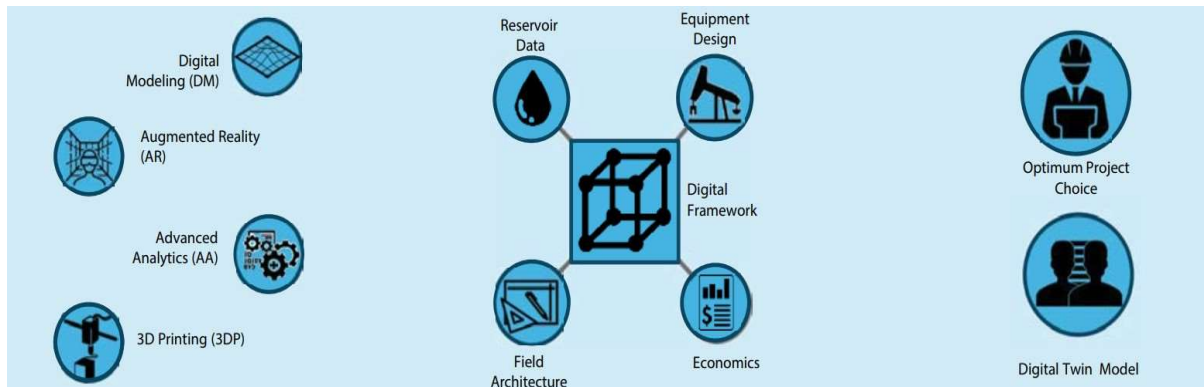 Digital
Modeling (DM)
Augmented Reality
(AR)
Advanced
Analytics (AA)
3D Printing (3DP)
Reservoir
Data
Equipment
Design
Digital
Framework
Field
Architecture
Economics
Optimum Project
Choice
Digital Twin Model